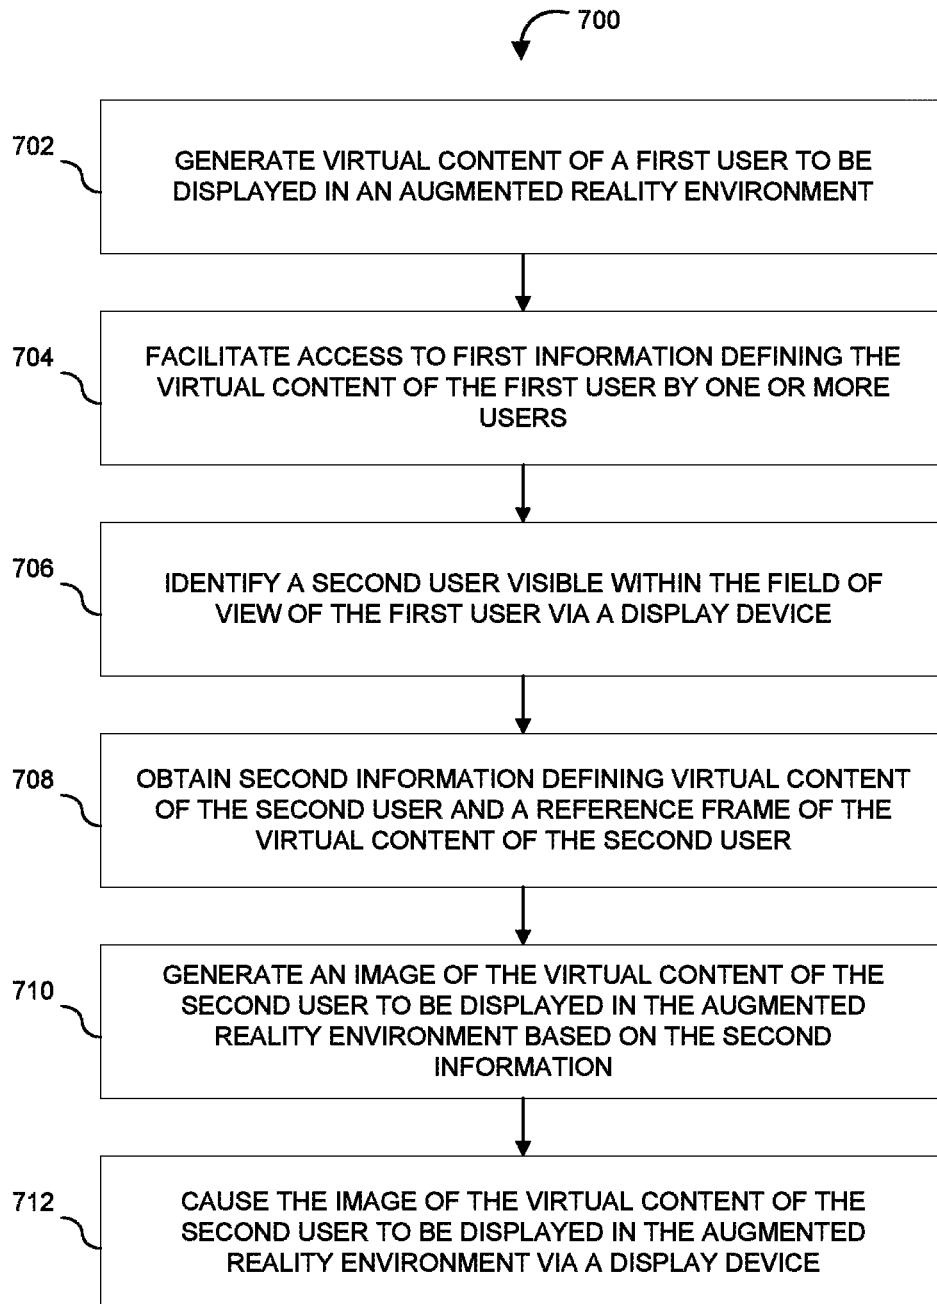 700
702
GENERATE VIRTUAL CONTENT OF A FIRST USER TO BE
DISPLAYED IN AN AUGMENTED REALITY ENVIRONMENT
704
FACILITATE ACCESS TO FIRST INFORMATION DEFINING THE
VIRTUAL CONTENT OF THE FIRST USER BY ONE OR MORE
USERS
706
IDENTIFY A SECOND USER VISIBLE WITHIN THE FIELD OF
VIEW OF THE FIRST USER VIA A DISPLAY DEVICE
708
OBTAIN SECOND INFORMATION DEFINING VIRTUAL CONTENT
OF THE SECOND USER AND A REFERENCE FRAME OF THE
VIRTUAL CONTENT OF THE SECOND USER
710
GENERATE AN IMAGE OF THE VIRTUAL CONTENT OF THE
SECOND USER TO BE DISPLAYED IN THE AUGMENTED
REALITY ENVIRONMENT BASED ON THE SECOND
INFORMATION
712
CAUSE THE IMAGE OF THE VIRTUAL CONTENT OF THE
SECOND USER TO BE DISPLAYED IN THE AUGMENTED
REALITY ENVIRONMENT VIA A DISPLAY DEVICE